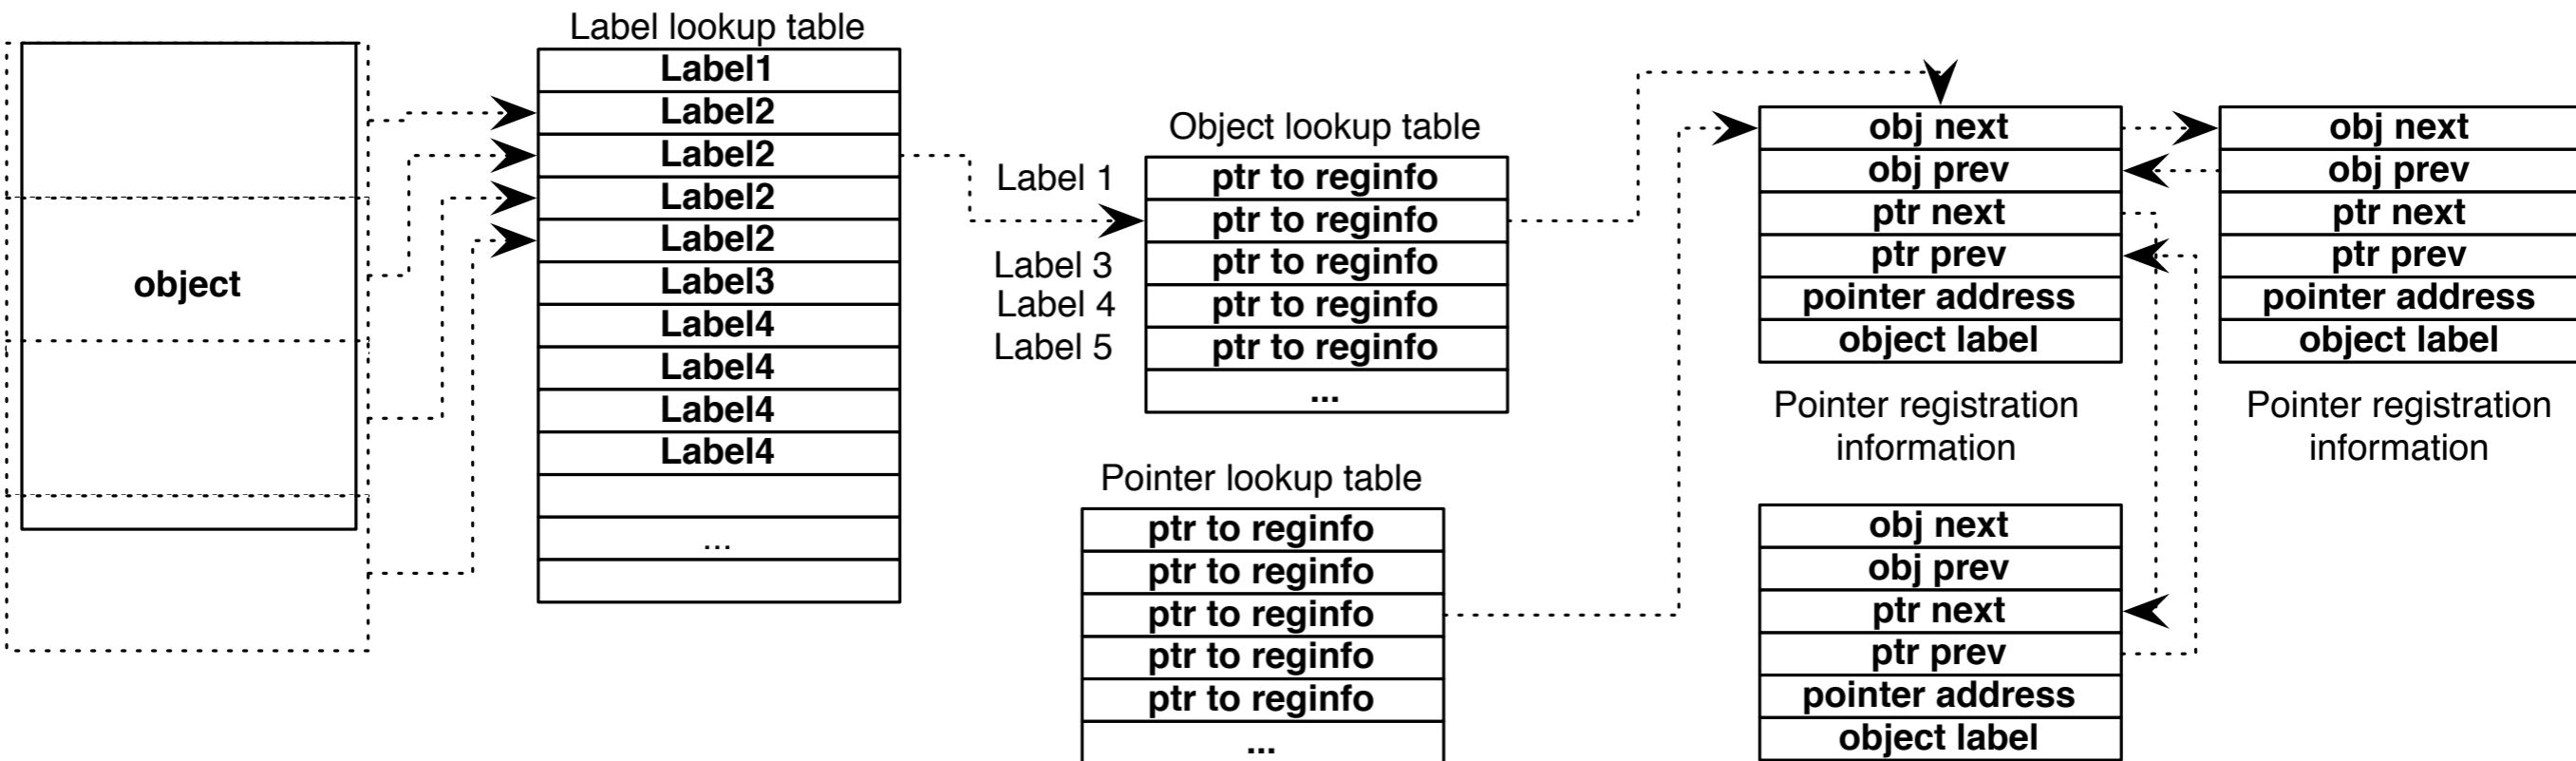 object
Label lookup table
Label1
Label2
Label2
Label2
Label2
Label3
Label4
Label4
Label4
Label4
...
Object lookup table
Label 1
Label 3
Label 4
Label 5
ptr to reginfo
ptr to reginfo
ptr to reginfo
ptr to reginfo
ptr to reginfo
...
Pointer lookup table
ptr to reginfo
ptr to reginfo
ptr to reginfo
ptr to reginfo
ptr to reginfo
...
obj next
obj prev
ptr next
ptr prev
pointer address
object label
Pointer registration
information
obj next
obj prev
ptr next
ptr prev
pointer address
object label
Pointer registration
information
obj next
obj prev
ptr next
ptr prev
pointer address
object label